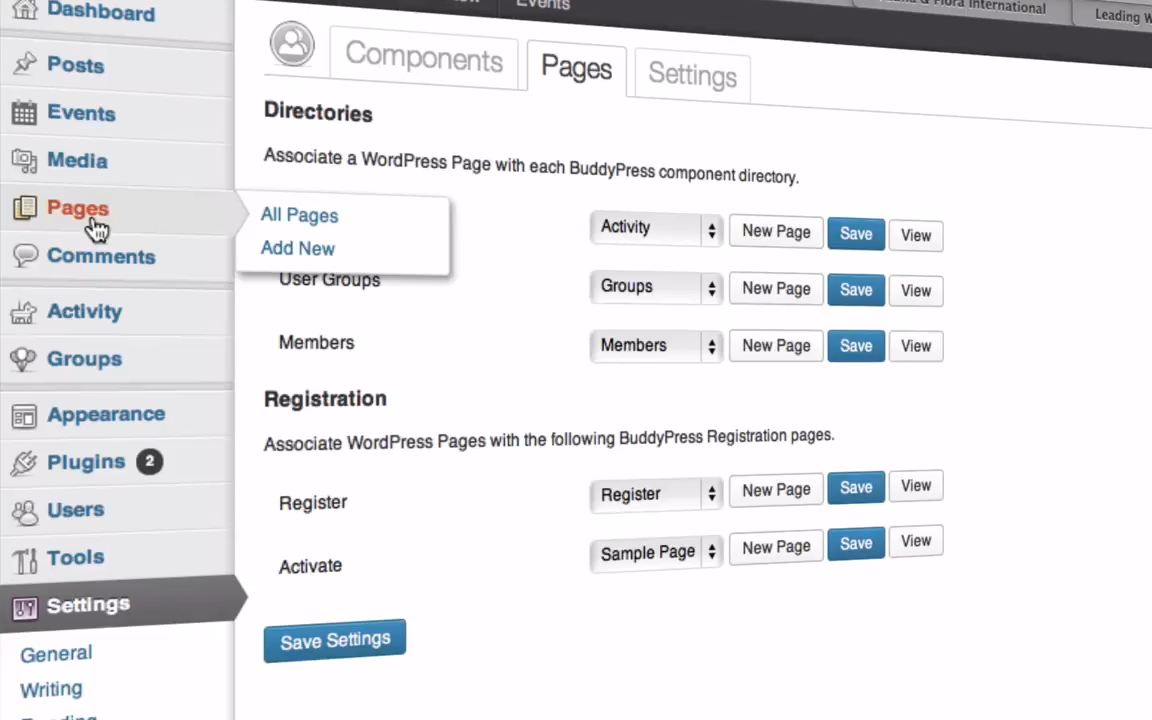 Dashboard
Posts
Events
Media
Pages
Comments
Activity
Groups
Appearance
Plugins 2
Users
Tools
Settings
General
Writing
Events
Flora International
Leading
Components
Pages
Settings
Directories
Associate a WordPress Page with each BuddyPress component directory.
All Pages
Add New
Activity New Page Save View
User Groups Groups New Page Save View
Members Members New Page Save View
Registration
Associate WordPress Pages with the following BuddyPress Registration pages.
Register Register New Page Save View
Activate Sample Page New Page Save View
Save Settings